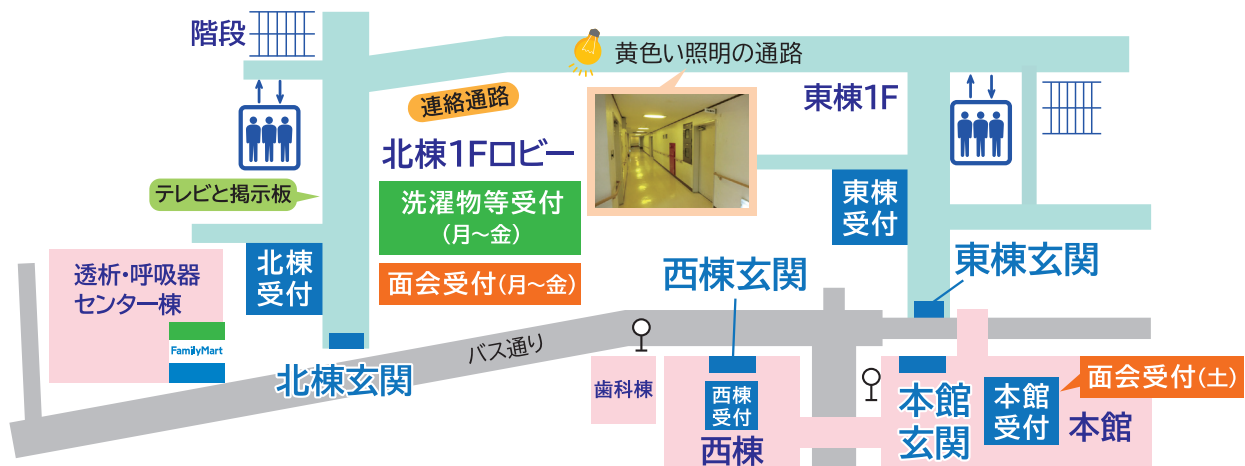 階段
黄色い照明の通路
連絡通路
東棟1F
北棟1Fロビー
テレビと掲示板
洗濯物等受付
(月〜金)
東棟
受付
北棟
受付
面会受付(月〜金)
透析・呼吸器
センター棟
FamilyMart
西棟玄関
東棟玄関
バス通り
北棟玄関
歯科棟
西棟
受付
西棟
本館
玄関
本館
受付
面会受付(土)
本館